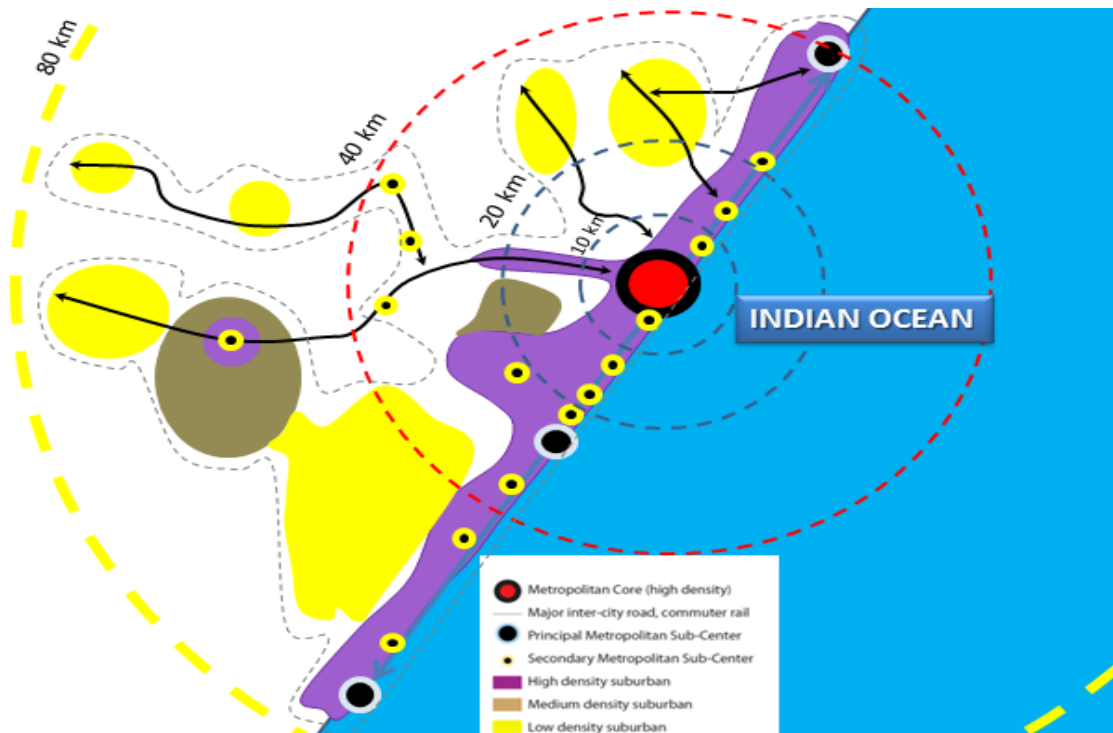 80 km
40 km
20 km
10 km
INDIAN OCEAN
Metropolitan Core (high density)
Major inter-city road, commuter rail
Principal Metropolitan Sub-Center
Secondary Metropolitan Sub-Center
High density suburban
Medium density suburban
Low density suburban